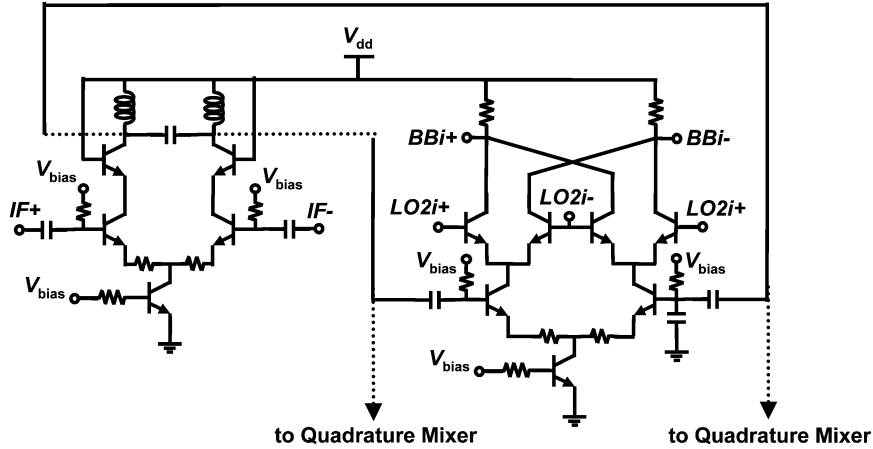 Vdd
BBi+
BBi-
Vbias
Vbias
LO2i-
IF+
IF-
LO2i+
LO2i+
Vbias
Vbias
Vbias
Vbias
to Quadrature Mixer
to Quadrature Mixer